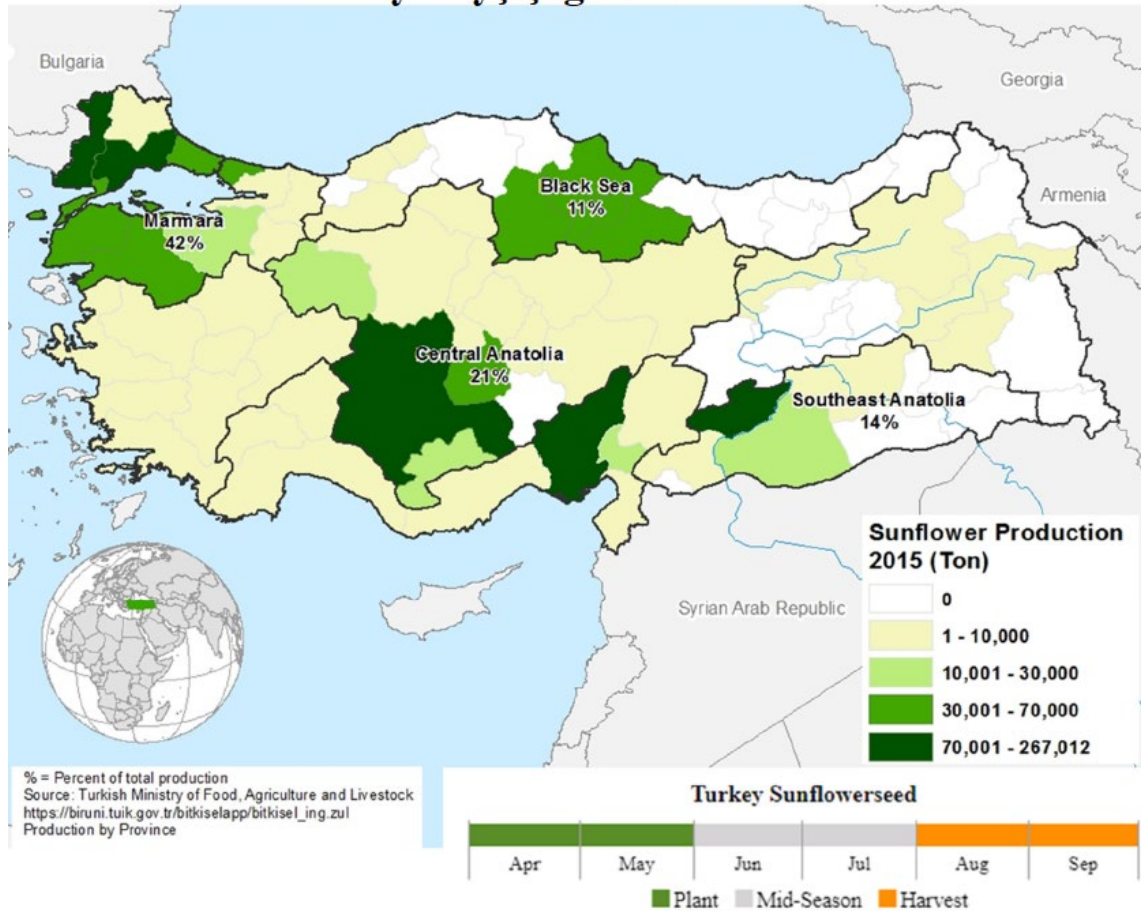 Bulgaria
Georgia
Armenia
Black Sea
11%
Marmara
42%
Central Anatolia
21%
Southeast Anatolia
14%
Syrian Arab Republic
Sunflower Production
2015 (Ton)
0
1 - 10,000
10,001 - 30,000
30,001 - 70,000
70,001 - 267,012
% = Percent of total production
Source: Turkish Ministry of Food, Agriculture and Livestock
https://biruni.tuik.gov.tr/bitkiselapp/bitkisel_ing.zul
Production by Province
Turkey Sunflowerseed
Apr May Jun Jul Aug Sep
Plant Mid-Season Harvest